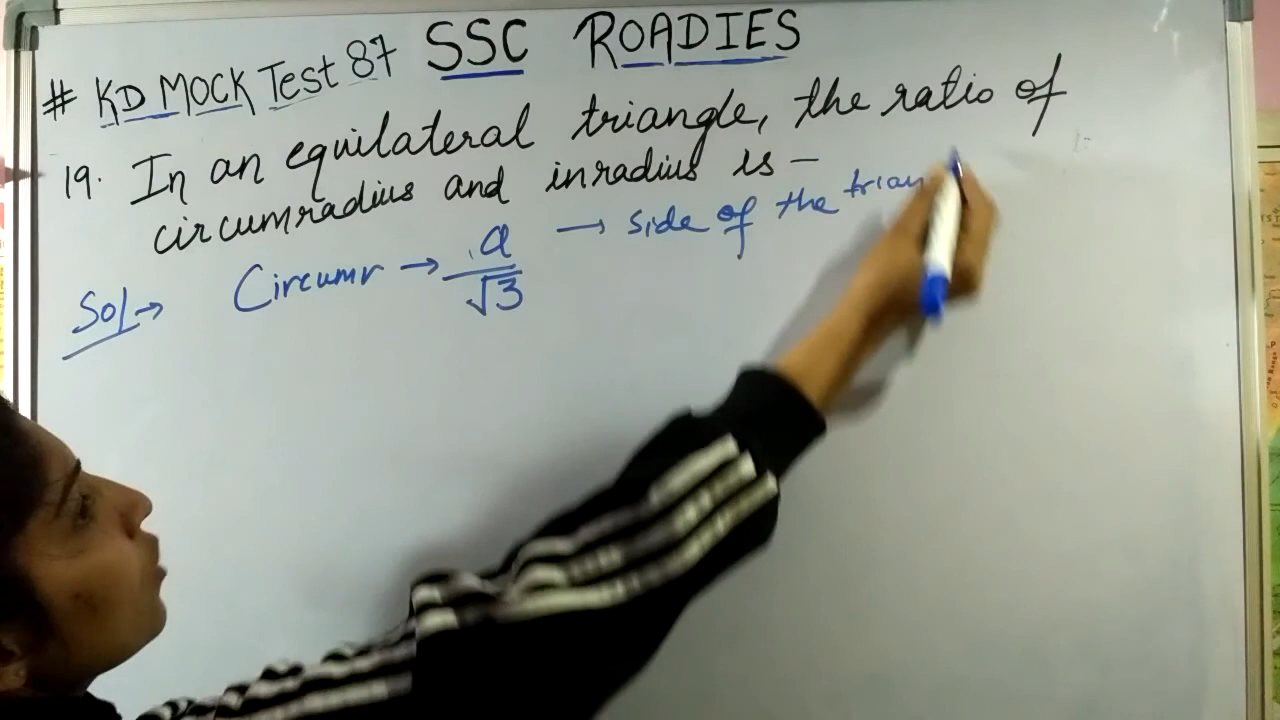 # KD MOCK Test 87 SSC ROADIES
19. In an equilateral triangle, the ratio of
circumradius and inradius is –
Sol→ Circumr → a/√3 → side of the trian